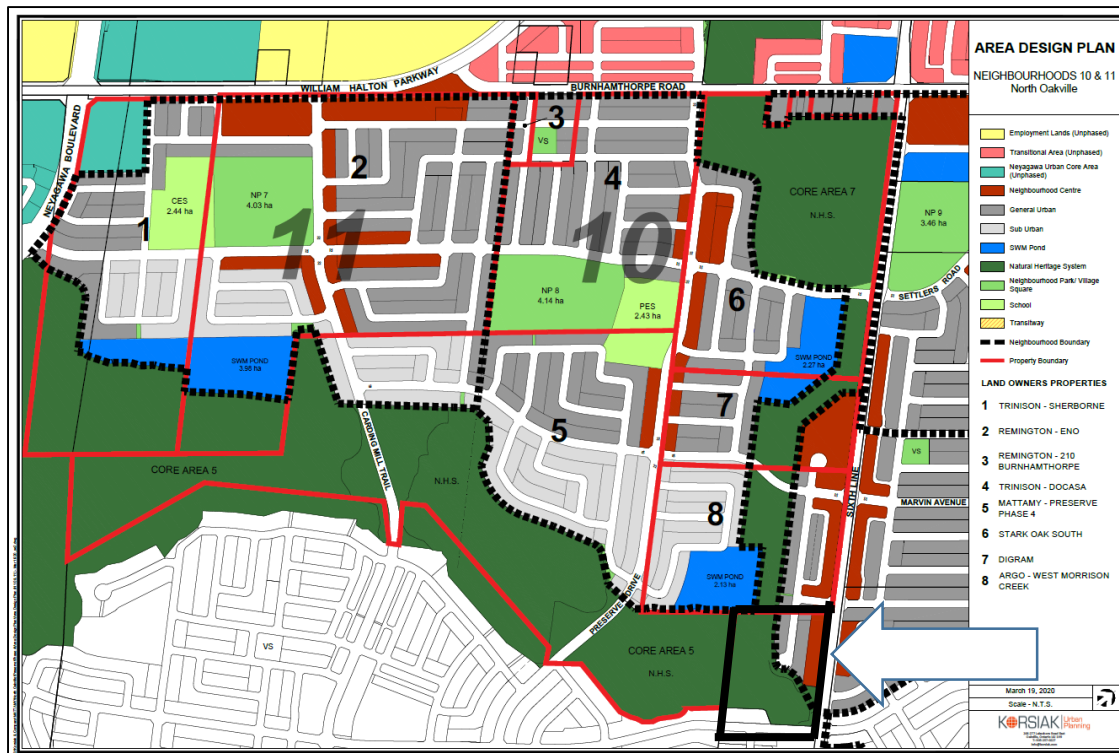 AREA DESIGN PLAN
NEIGHBOURHOODS 10 & 11
North Oakville
Employment Lands (Unphased)
Transitional Area (Unphased)
Neyagawa Urban Core Area
(Unphased)
Neighbourhood Centre
General Urban
Sub Urban
SWM Pond
Natural Heritage System
Neighbourhood Park/ Village
Square
School
Transitway
Neighbourhood Boundary
Property Boundary
LAND OWNERS PROPERTIES
1 TRINISON - SHERBORNE
2 REMINGTON - ENO
3 REMINGTON - 210
BURNHAMTHORPE
4 TRINISON - DOCASA
5 MATTAMY - PRESERVE
PHASE 4
6 STARK OAK SOUTH
7 DIGRAM
8 ARGO - WEST MORRISON
CREEK
March 19, 2020
Scale - N.T.S.
KORSIAK Urban
Planning
WILLIAM HALTON PARKWAY
BURNHAMTHORPE ROAD
NEYAGAWA BOULEVARD
3
VS
2
4
CES
2.44 ha
NP 7
4.03 ha
CORE AREA 7
N.H.S.
NP 9
3.46 ha
1
11
10
SETTLERS ROAD
NP 8
4.14 ha
PES
2.43 ha
6
SWM POND
3.98 ha
SWM POND
2.27 ha
7
5
CARDING MILL TRAIL
CORE AREA 5
N.H.S.
VS
SIXTH LINE
MARVIN AVENUE
8
SWM POND
2.13 ha
PRESERVE DRIVE
VS
CORE AREA 5
N.H.S.